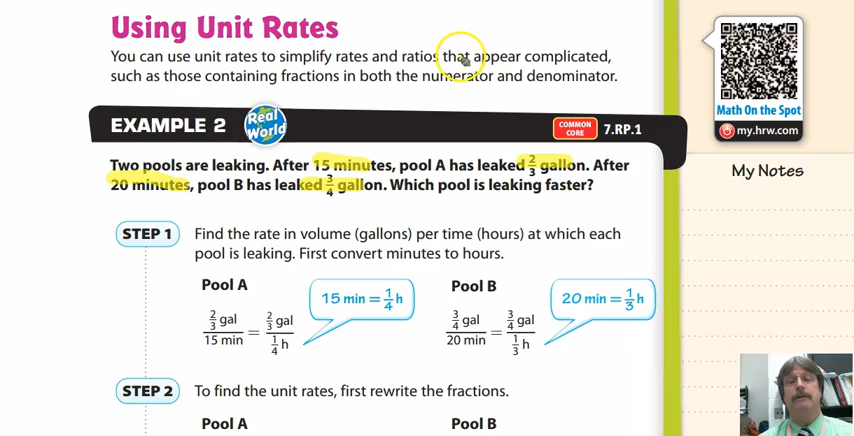 Using Unit Rates
You can use unit rates to simplify rates and ratios that appear complicated,
such as those containing fractions in both the numerator and denominator.
Math On the Spot
my.hrw.com
EXAMPLE 2
Real World
COMMON CORE
7.RP.1
My Notes
Two pools are leaking. After 15 minutes, pool A has leaked 2/3 gallon. After
20 minutes, pool B has leaked 3/4 gallon. Which pool is leaking faster?
STEP 1
Find the rate in volume (gallons) per time (hours) at which each
pool is leaking. First convert minutes to hours.
Pool A
2/3 gal / 15 min = 2/3 gal / 1/4 h
15 min = 1/4 h
Pool B
3/4 gal / 20 min = 3/4 gal / 1/3 h
20 min = 1/3 h
STEP 2
To find the unit rates, first rewrite the fractions.
Pool A
Pool B